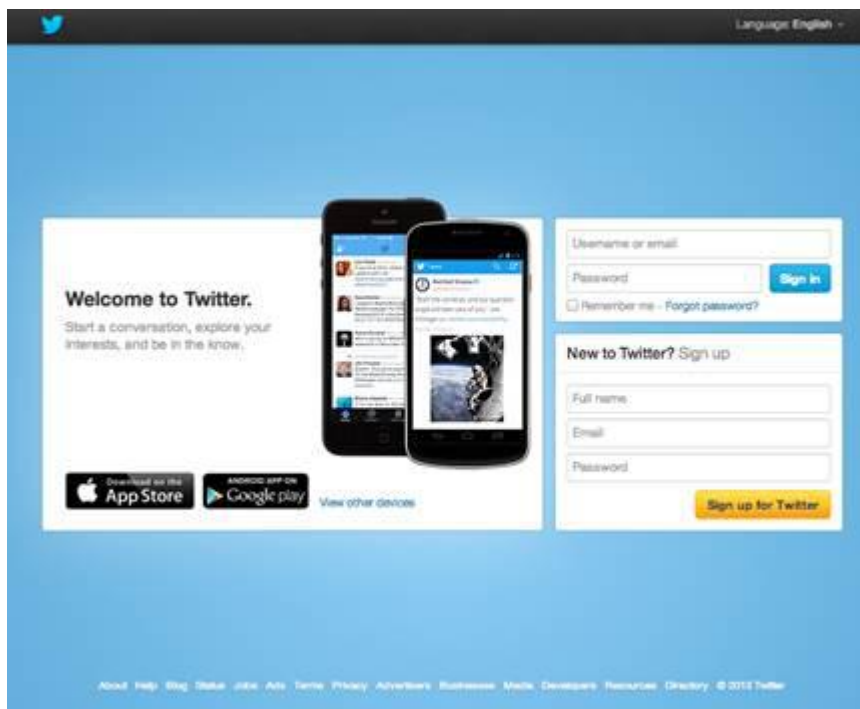 Language: English
Welcome to Twitter.
Start a conversation, explore your
interests, and be in the know.
Download on the
App Store
ANDROID APP ON
Google play
View other devices
Username or email
Password
Sign in
Remember me - Forgot password?
New to Twitter? Sign up
Full name
Email
Password
Sign up for Twitter
About Help Blog Status Jobs Ads Terms Privacy Advertisers Businesses Media Developers Resources Directory © 2013 Twitter